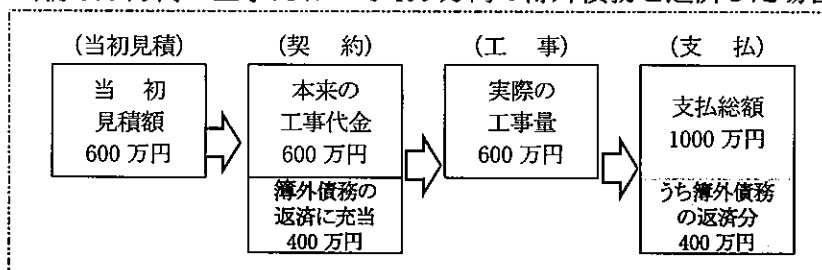 (当初見積)
(契 約)
(工 事)
(支 払)
当 初
見積額
600 万円
本来の
工事代金
600 万円
簿外債務の
返済に充当
400 万円
実際の
工事量
600 万円
支払総額
1000 万円
うち簿外債務
の返済分
400 万円